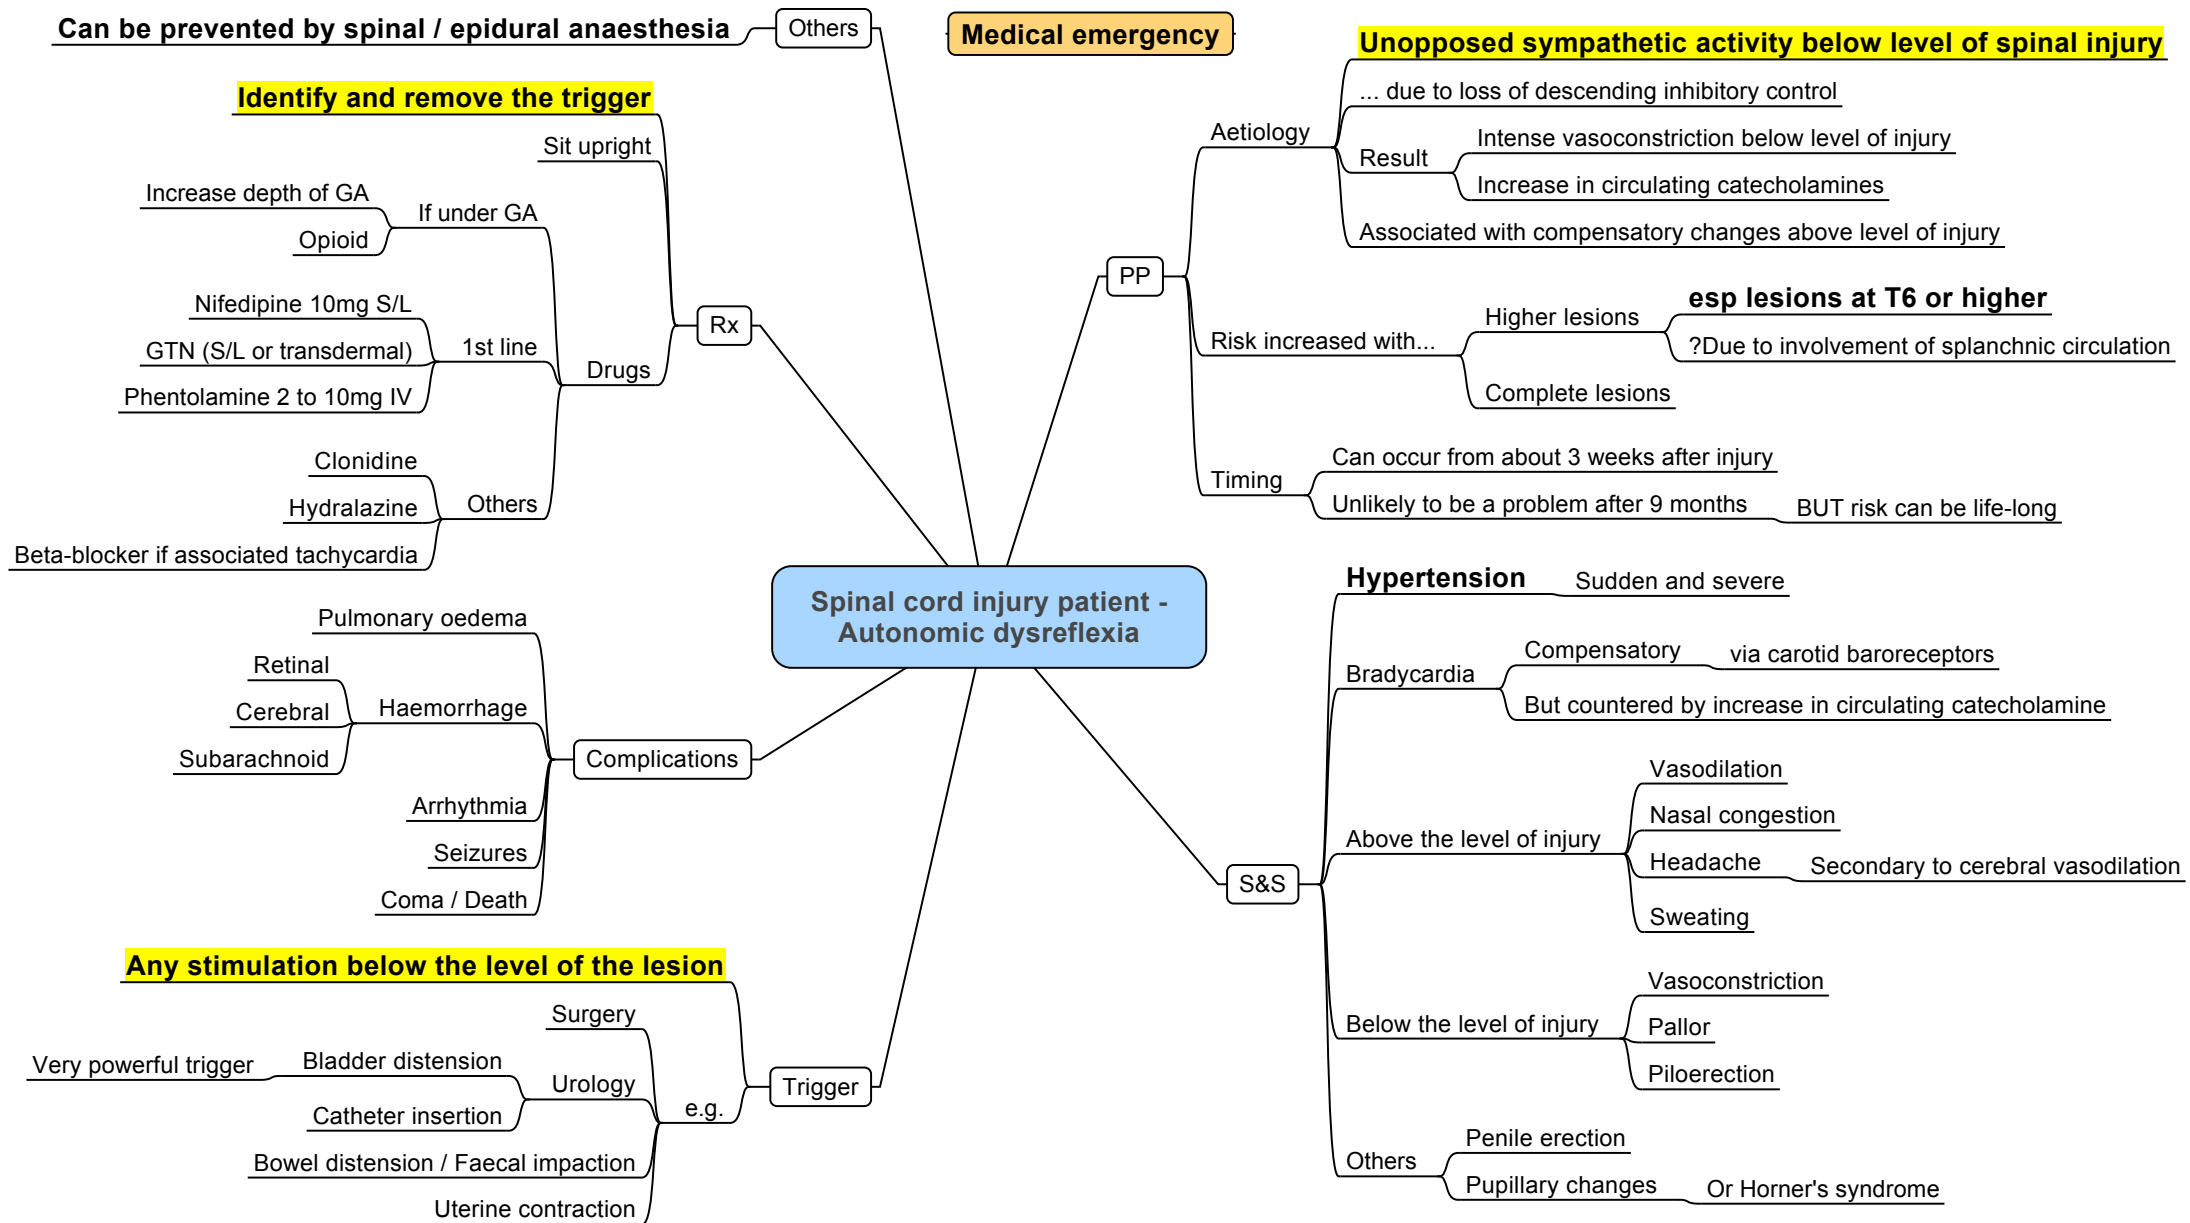 Can be prevented by spinal / epidural anaesthesia
Others
Medical emergency
Identify and remove the trigger
Sit upright
Increase depth of GA
Opioid
If under GA
Nifedipine 10mg S/L
GTN (S/L or transdermal)
Phentolamine 2 to 10mg IV
1st line
Drugs
Clonidine
Hydralazine
Beta-blocker if associated tachycardia
Others
Rx
Unopposed sympathetic activity below level of spinal injury
... due to loss of descending inhibitory control
Aetiology
Result
Intense vasoconstriction below level of injury
Increase in circulating catecholamines
Associated with compensatory changes above level of injury
PP
Risk increased with...
Higher lesions
esp lesions at T6 or higher
?Due to involvement of splanchnic circulation
Complete lesions
Timing
Can occur from about 3 weeks after injury
Unlikely to be a problem after 9 months
BUT risk can be life-long
Spinal cord injury patient -
Autonomic dysreflexia
Pulmonary oedema
Retinal
Cerebral
Subarachnoid
Haemorrhage
Arrhythmia
Seizures
Coma / Death
Complications
Any stimulation below the level of the lesion
Surgery
Very powerful trigger
Bladder distension
Catheter insertion
Urology
Bowel distension / Faecal impaction
Uterine contraction
e.g.
Trigger
Hypertension
Sudden and severe
Bradycardia
Compensatory
via carotid baroreceptors
But countered by increase in circulating catecholamine
Above the level of injury
Vasodilation
Nasal congestion
Headache
Secondary to cerebral vasodilation
Sweating
S&S
Below the level of injury
Vasoconstriction
Pallor
Piloerection
Others
Penile erection
Pupillary changes
Or Horner's syndrome